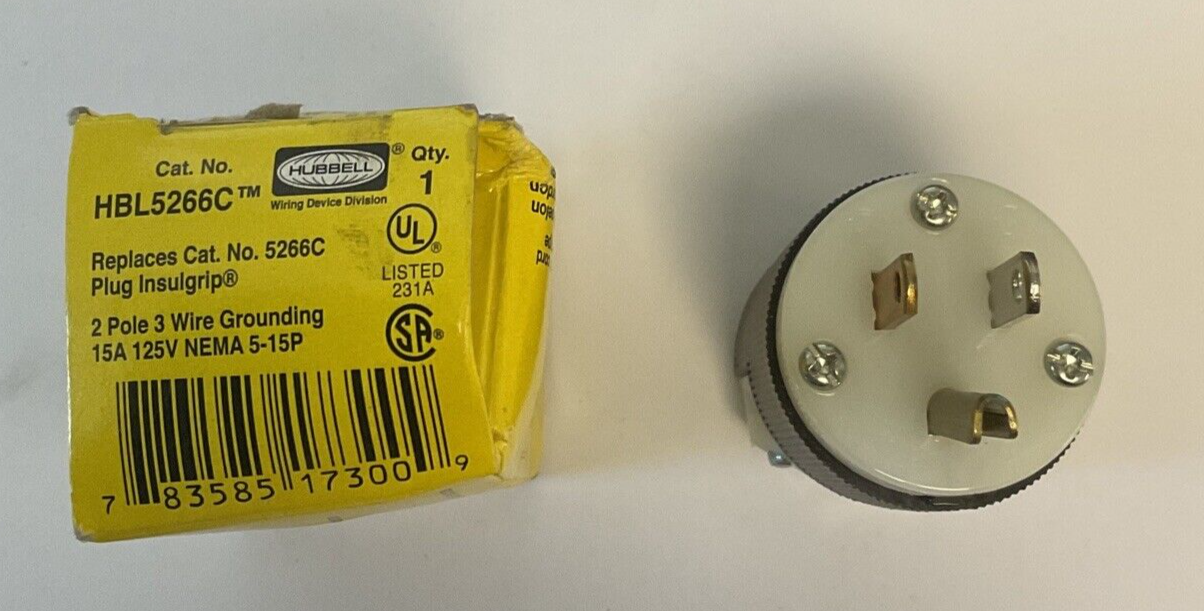 Cat. No.
HBL5266C™
HUBBELL®
Wiring Device Division
Qty.
1
Replaces Cat. No. 5266C
Plug Insulgrip®
UL®
LISTED
231A
2 Pole 3 Wire Grounding
15A 125V NEMA 5-15P
SA®
7 83585 17300 9